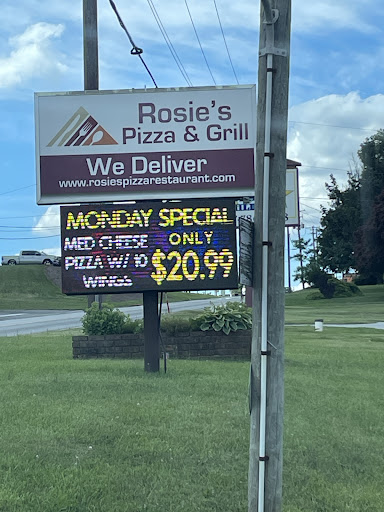 Rosie's
Pizza & Grill
We Deliver
www.rosiespizzarestaurant.com
MONDAY SPECIAL
MED CHEESE ONLY
PIZZA W/ 10 $20.99
WINGS